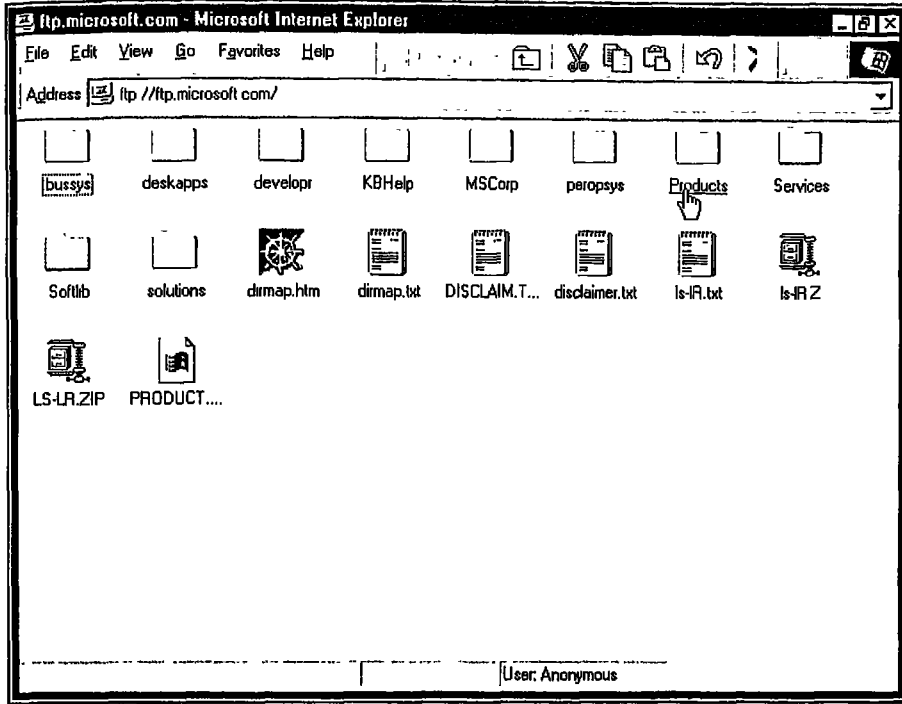 ftp.microsoft.com - Microsoft Internet Explorer
File Edit View Go Favorites Help
Address ftp //ftp.microsoft com/
bussys deskapps developr KBHelp MSCorp peropsys Products Services
Softlib solutions dirmap.htm dirmap.txt DISCLAIM.T... disclaimer.txt ls-lR.txt ls-lR Z
LS-LR.ZIP PRODUCT....
User: Anonymous